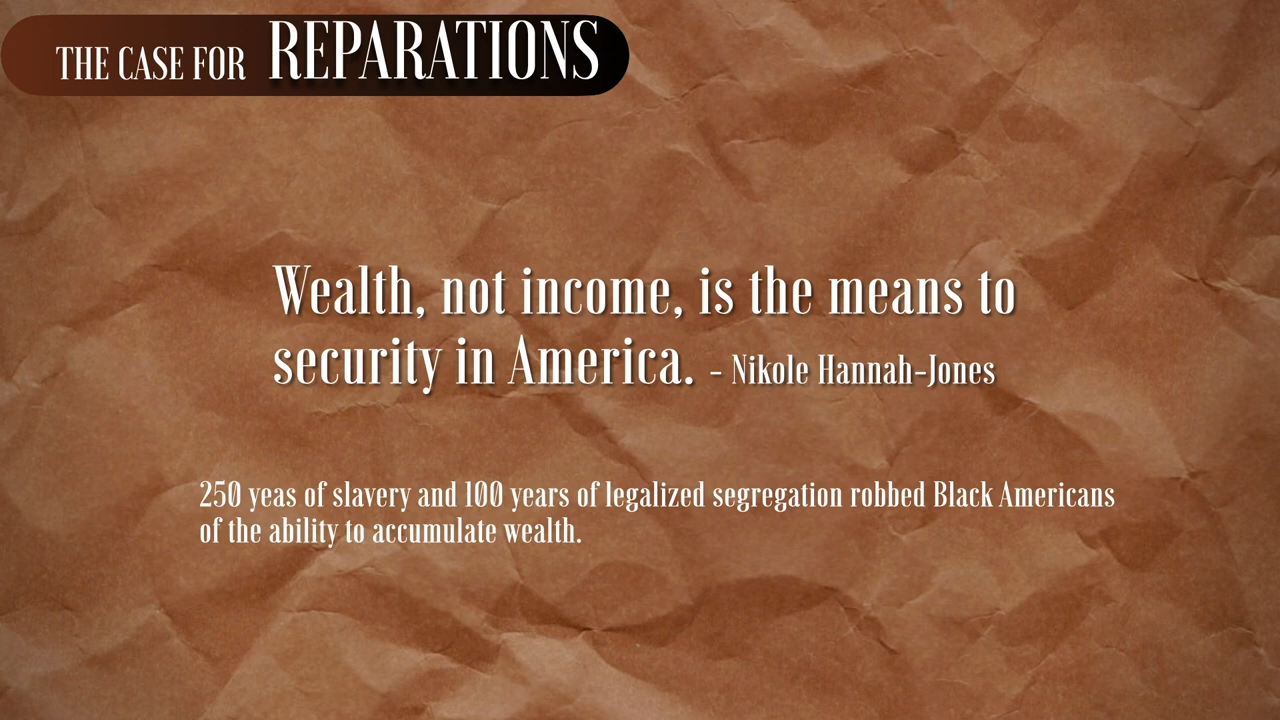 THE CASE FOR REPARATIONS
Wealth, not income, is the means to
security in America. - Nikole Hannah-Jones
250 yeas of slavery and 100 years of legalized segregation robbed Black Americans
of the ability to accumulate wealth.